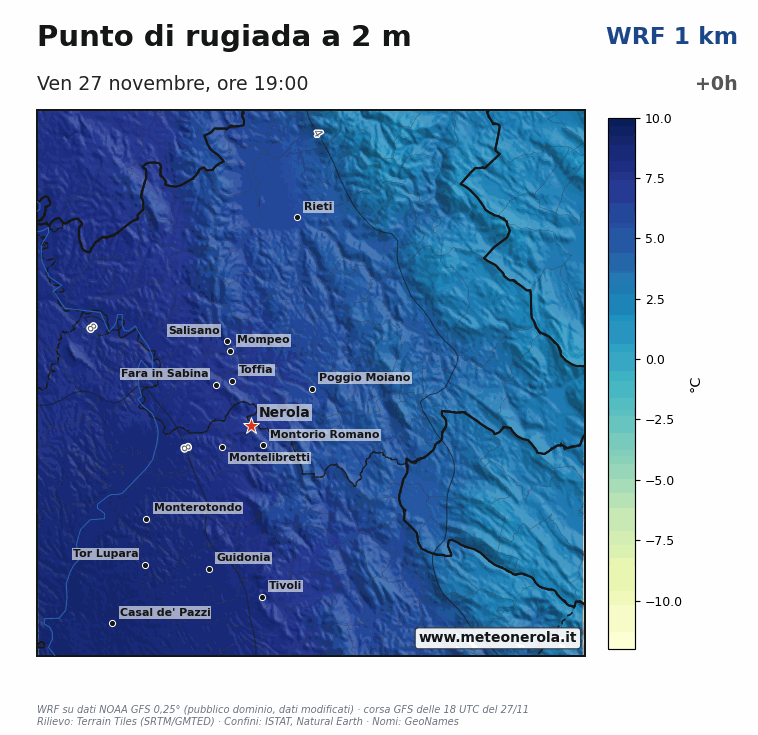 Punto di rugiada a 2 m
WRF 1 km
Ven 27 novembre, ore 19:00
+0h
Rieti
Salisano
Mompeo
Fara in Sabina
Toffia
Poggio Moiano
Nerola
Montorio Romano
Montelibretti
Monterotondo
Tor Lupara
Guidonia
Tivoli
Casal de' Pazzi
www.meteonerola.it
10.0
7.5
5.0
2.5
0.0
−2.5
−5.0
−7.5
−10.0
°C
WRF su dati NOAA GFS 0,25° (pubblico dominio, dati modificati) · corsa GFS delle 18 UTC del 27/11
Rilievo: Terrain Tiles (SRTM/GMTED) · Confini: ISTAT, Natural Earth · Nomi: GeoNames